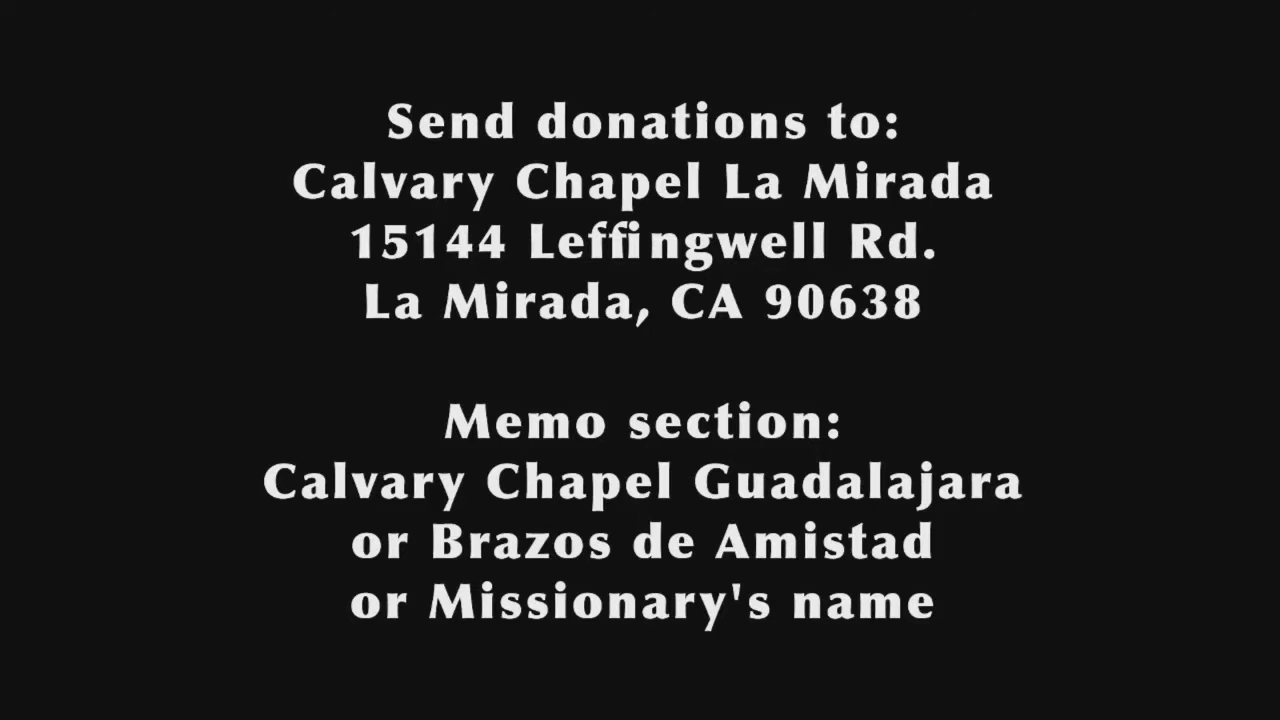 Send donations to:
Calvary Chapel La Mirada
15144 Leffingwell Rd.
La Mirada, CA 90638
Memo section:
Calvary Chapel Guadalajara
or Brazos de Amistad
or Missionary's name